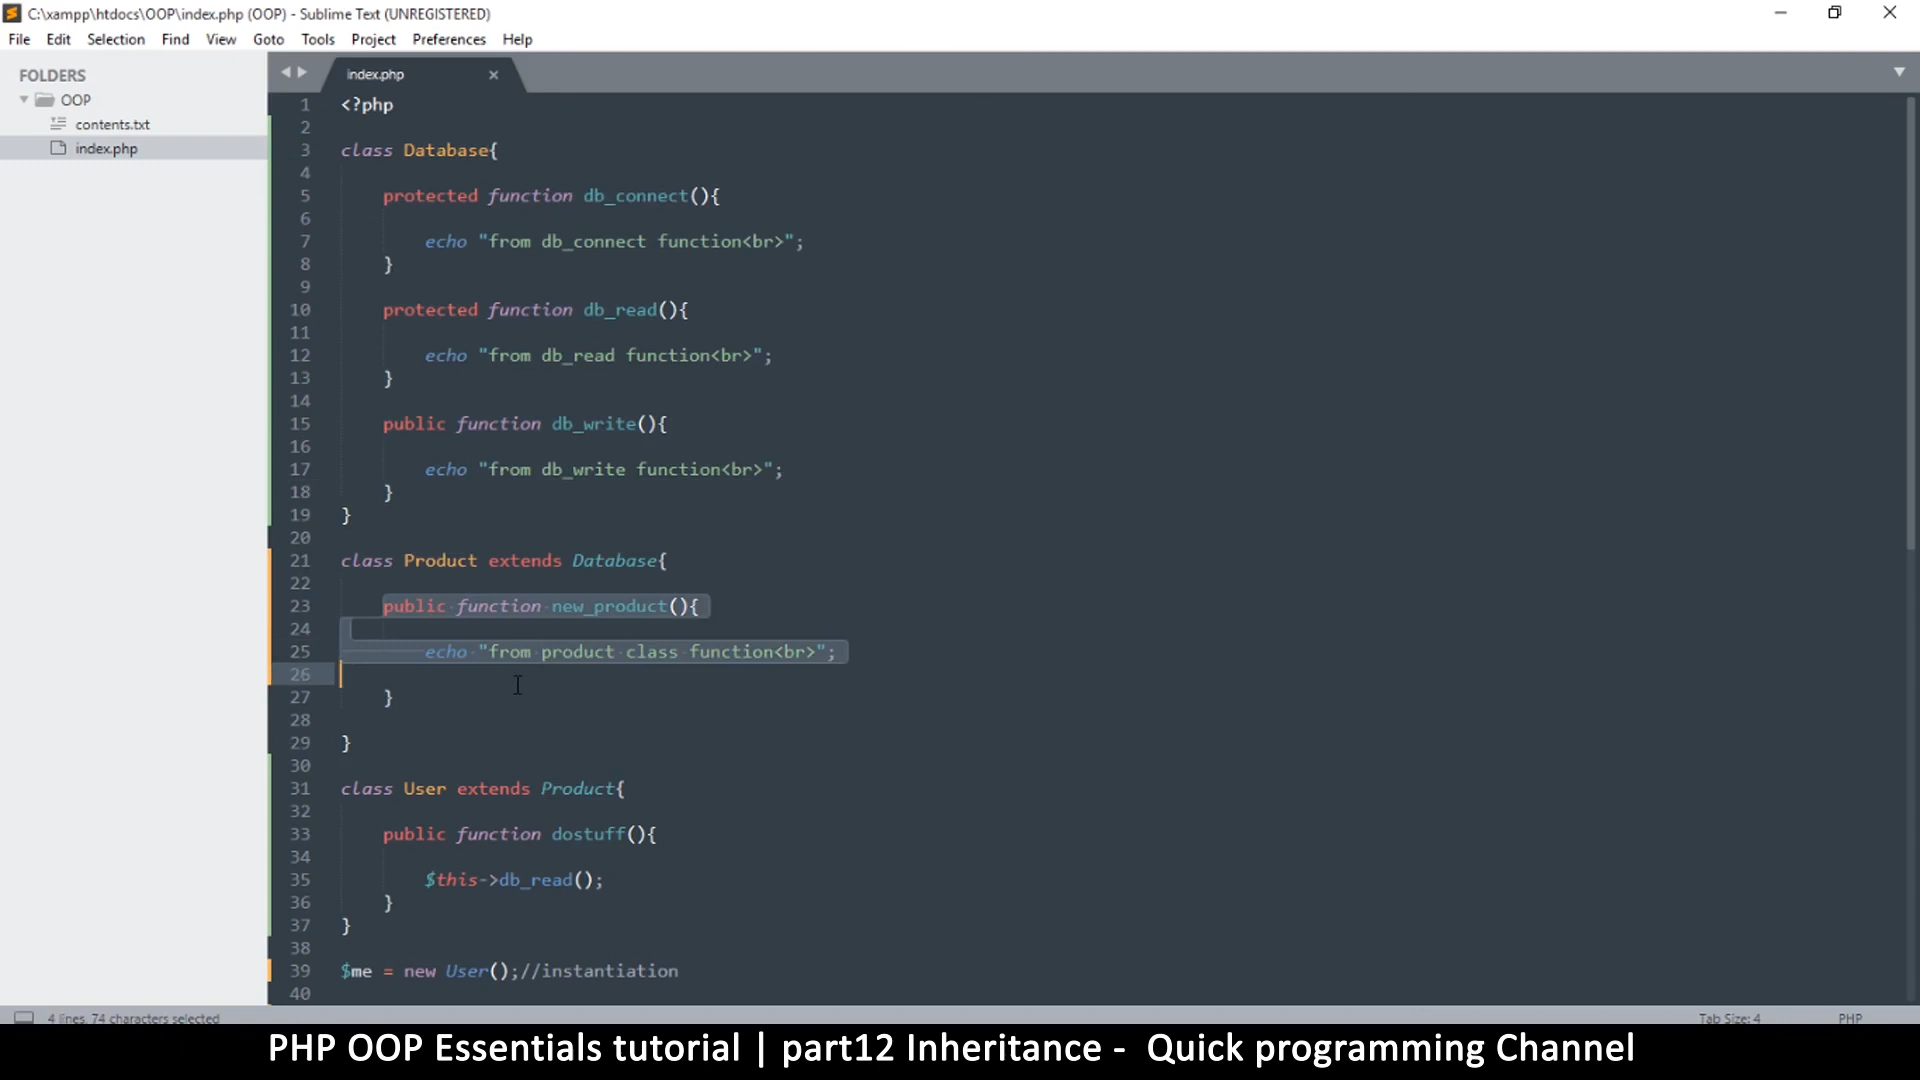 C:\xampp\htdocs\OOP\index.php (OOP) - Sublime Text (UNREGISTERED)
File Edit Selection Find View Goto Tools Project Preferences Help
FOLDERS
OOP
contents.txt
index.php
index.php
1 <?php
2
3 class Database{
4
5 protected function db_connect(){
6
7 echo "from db_connect function<br>";
8 }
9
10 protected function db_read(){
11
12 echo "from db_read function<br>";
13 }
14
15 public function db_write(){
16
17 echo "from db_write function<br>";
18 }
19 }
20
21 class Product extends Database{
22
23 public function new_product(){
24
25 echo "from product class function<br>";
26
27 }
28
29 }
30
31 class User extends Product{
32
33 public function dostuff(){
34
35 $this->db_read();
36 }
37 }
38
39 $me = new User();//instantiation
40
4 lines, 74 characters selected Tab Size: 4 PHP
PHP OOP Essentials tutorial | part12 Inheritance - Quick programming Channel